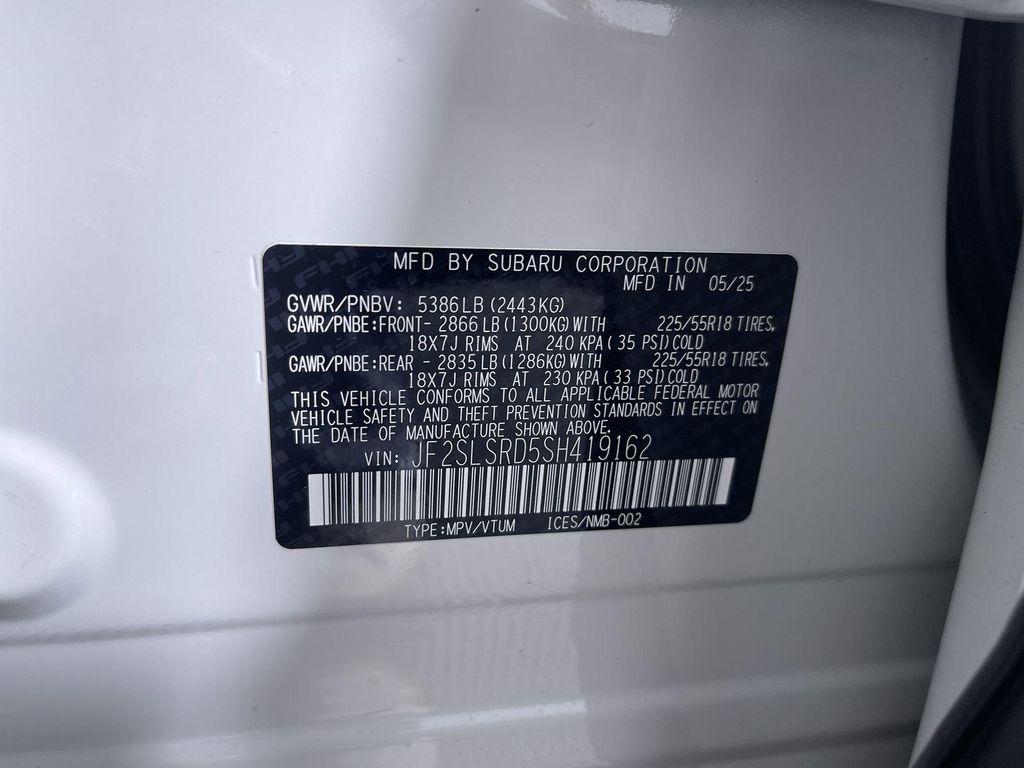 MFD BY SUBARU CORPORATION
MFD IN 05/25
GVWR/PNBV: 5386LB (2443KG)
GAWR/PNBE:FRONT- 2866 LB (1300KG) WITH 225/55R18 TIRES,
18X7J RIMS AT 240 KPA ( 35 PSI) COLD
GAWR/PNBE:REAR - 2835 LB (1286KG) WITH 225/55R18 TIRES,
18X7J RIMS AT 230 KPA ( 33 PSI) COLD
THIS VEHICLE CONFORMS TO ALL APPLICABLE FEDERAL MOTOR
VEHICLE SAFETY AND THEFT PREVENTION STANDARDS IN EFFECT ON
THE DATE OF MANUFACTURE SHOWN ABOVE.
VIN: JF2SLSRD5SH419162
TYPE:MPV/VTUM ICES/NMB-002